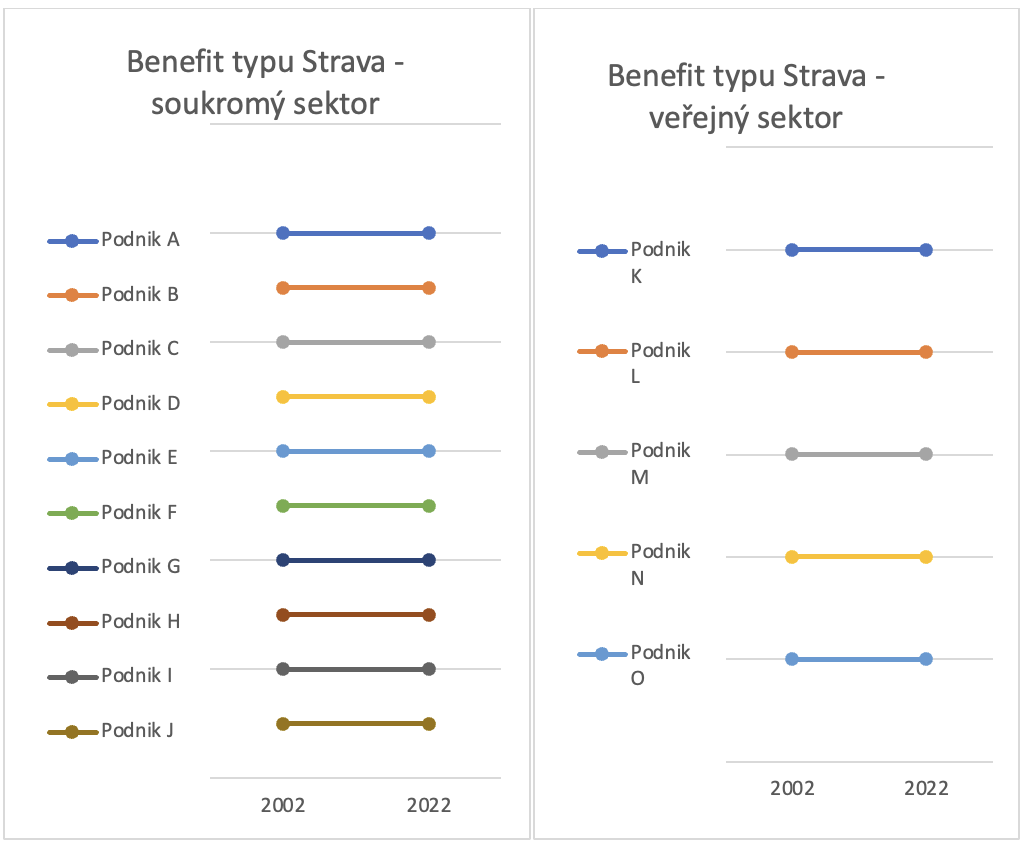 Benefit typu Strava -
soukromý sektor
Podnik A
Podnik B
Podnik C
Podnik D
Podnik E
Podnik F
Podnik G
Podnik H
Podnik I
Podnik J
2002 2022
Benefit typu Strava -
veřejný sektor
Podnik
K
Podnik
L
Podnik
M
Podnik
N
Podnik
O
2002 2022